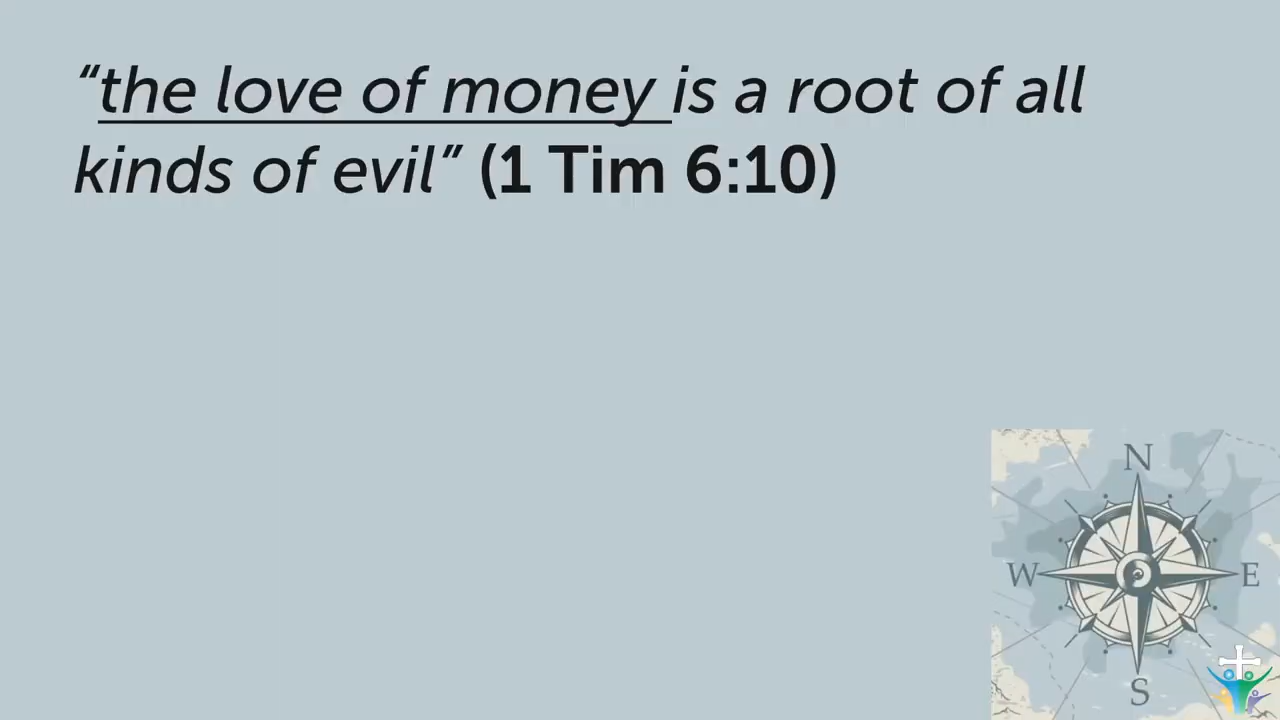 “the love of money is a root of all
kinds of evil” (1 Tim 6:10)
N
W E
S